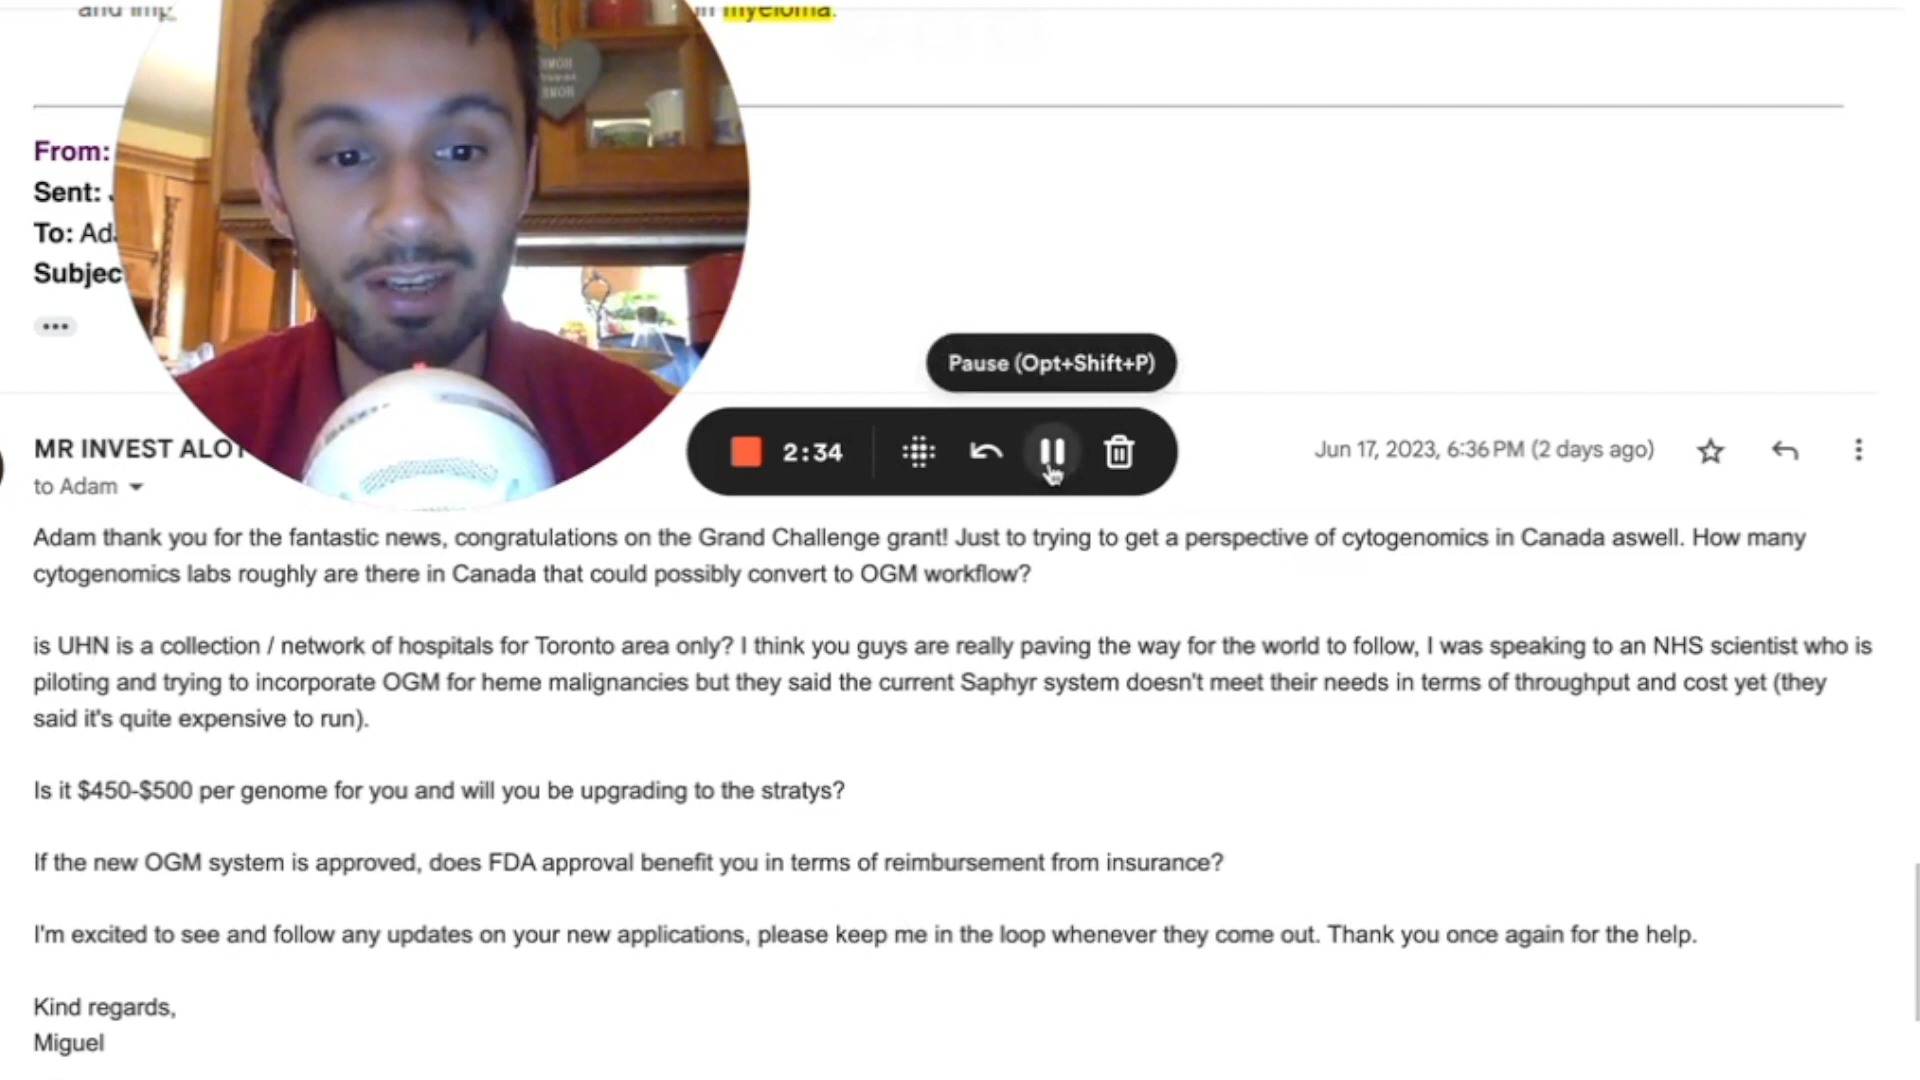 myeloma.
From:
Sent:
To: Ada
Subjec
Pause (Opt+Shift+P)
2:34
MR INVEST ALOT
Jun 17, 2023, 6:36 PM (2 days ago)
to Adam
Adam thank you for the fantastic news, congratulations on the Grand Challenge grant! Just to trying to get a perspective of cytogenomics in Canada aswell. How many
cytogenomics labs roughly are there in Canada that could possibly convert to OGM workflow?
is UHN is a collection / network of hospitals for Toronto area only? I think you guys are really paving the way for the world to follow, I was speaking to an NHS scientist who is
piloting and trying to incorporate OGM for heme malignancies but they said the current Saphyr system doesn't meet their needs in terms of throughput and cost yet (they
said it's quite expensive to run).
Is it $450-$500 per genome for you and will you be upgrading to the stratys?
If the new OGM system is approved, does FDA approval benefit you in terms of reimbursement from insurance?
I'm excited to see and follow any updates on your new applications, please keep me in the loop whenever they come out. Thank you once again for the help.
Kind regards,
Miguel